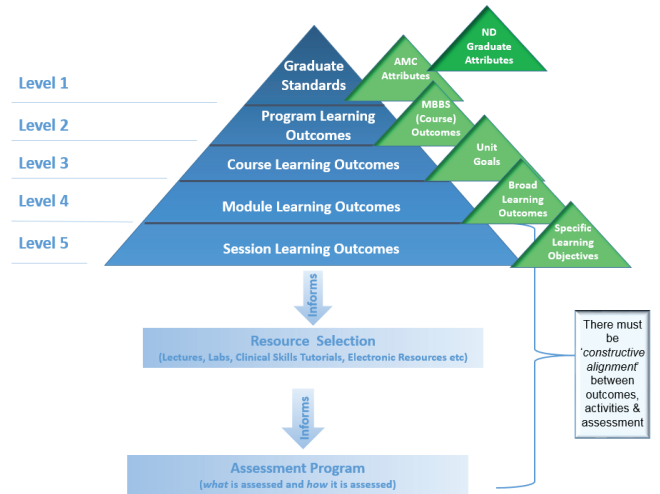 ND
Graduate
Attributes
AMC
Attributes
Graduate
Standards
Level 1
MBBS
(Course)
Outcomes
Program Learning
Outcomes
Level 2
Unit
Goals
Course Learning Outcomes
Level 3
Broad
Learning
Outcomes
Module Learning Outcomes
Level 4
Specific
Learning
Objectives
Session Learning Outcomes
Level 5
Informs
Resource Selection
(Lectures, Labs, Clinical Skills Tutorials, Electronic Resources etc)
There must
be
'constructive
alignment'
between
outcomes,
activities &
assessment
Informs
Assessment Program
(what is assessed and how it is assessed)